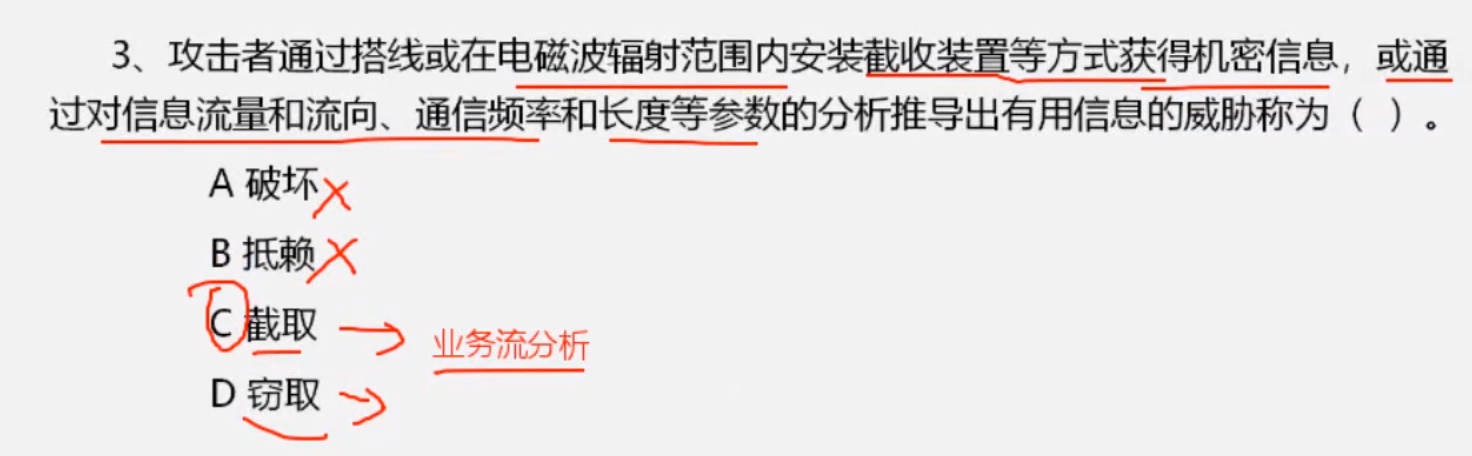 3、攻击者通过搭线或在电磁波辐射范围内安装截收装置等方式获得机密信息，或通
过对信息流量和流向、通信频率和长度等参数的分析推导出有用信息的威胁称为（ ）。
A 破坏
B 抵赖
C 截取
业务流分析
D 窃取